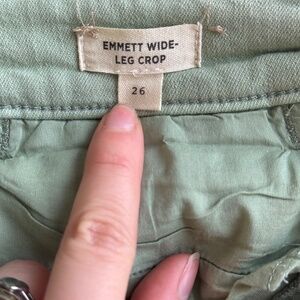 EMMETT WIDE-
LEG CROP
26